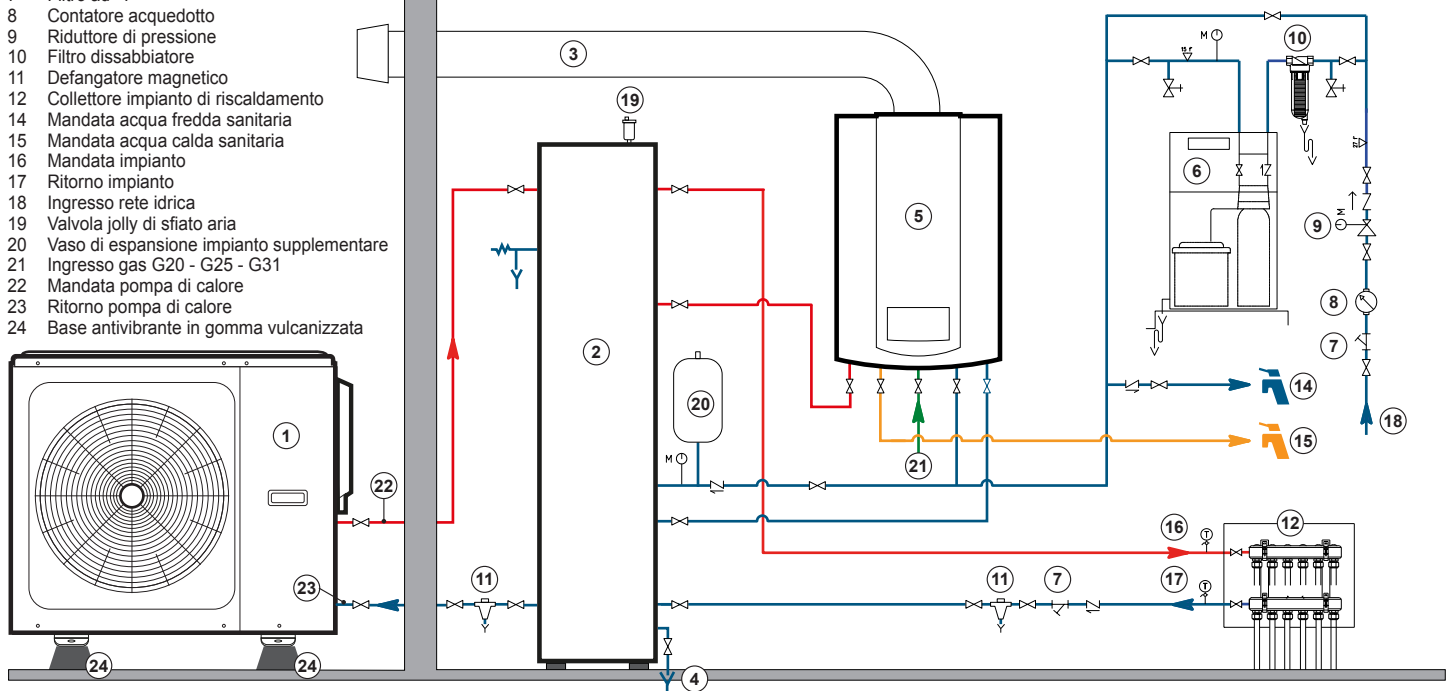 8 Contatore acquedotto
9 Riduttore di pressione
10 Filtro dissabbiatore
11 Defangatore magnetico
12 Collettore impianto di riscaldamento
14 Mandata acqua fredda sanitaria
15 Mandata acqua calda sanitaria
16 Mandata impianto
17 Ritorno impianto
18 Ingresso rete idrica
19 Valvola jolly di sfiato aria
20 Vaso di espansione impianto supplementare
21 Ingresso gas G20 - G25 - G31
22 Mandata pompa di calore
23 Ritorno pompa di calore
24 Base antivibrante in gomma vulcanizzata
3
19
M
15 f
10
6
5
M
9
8
7
2
20
1
14
15
18
21
M
22
16
T
12
23
11
11
7
17
T
24
24
4